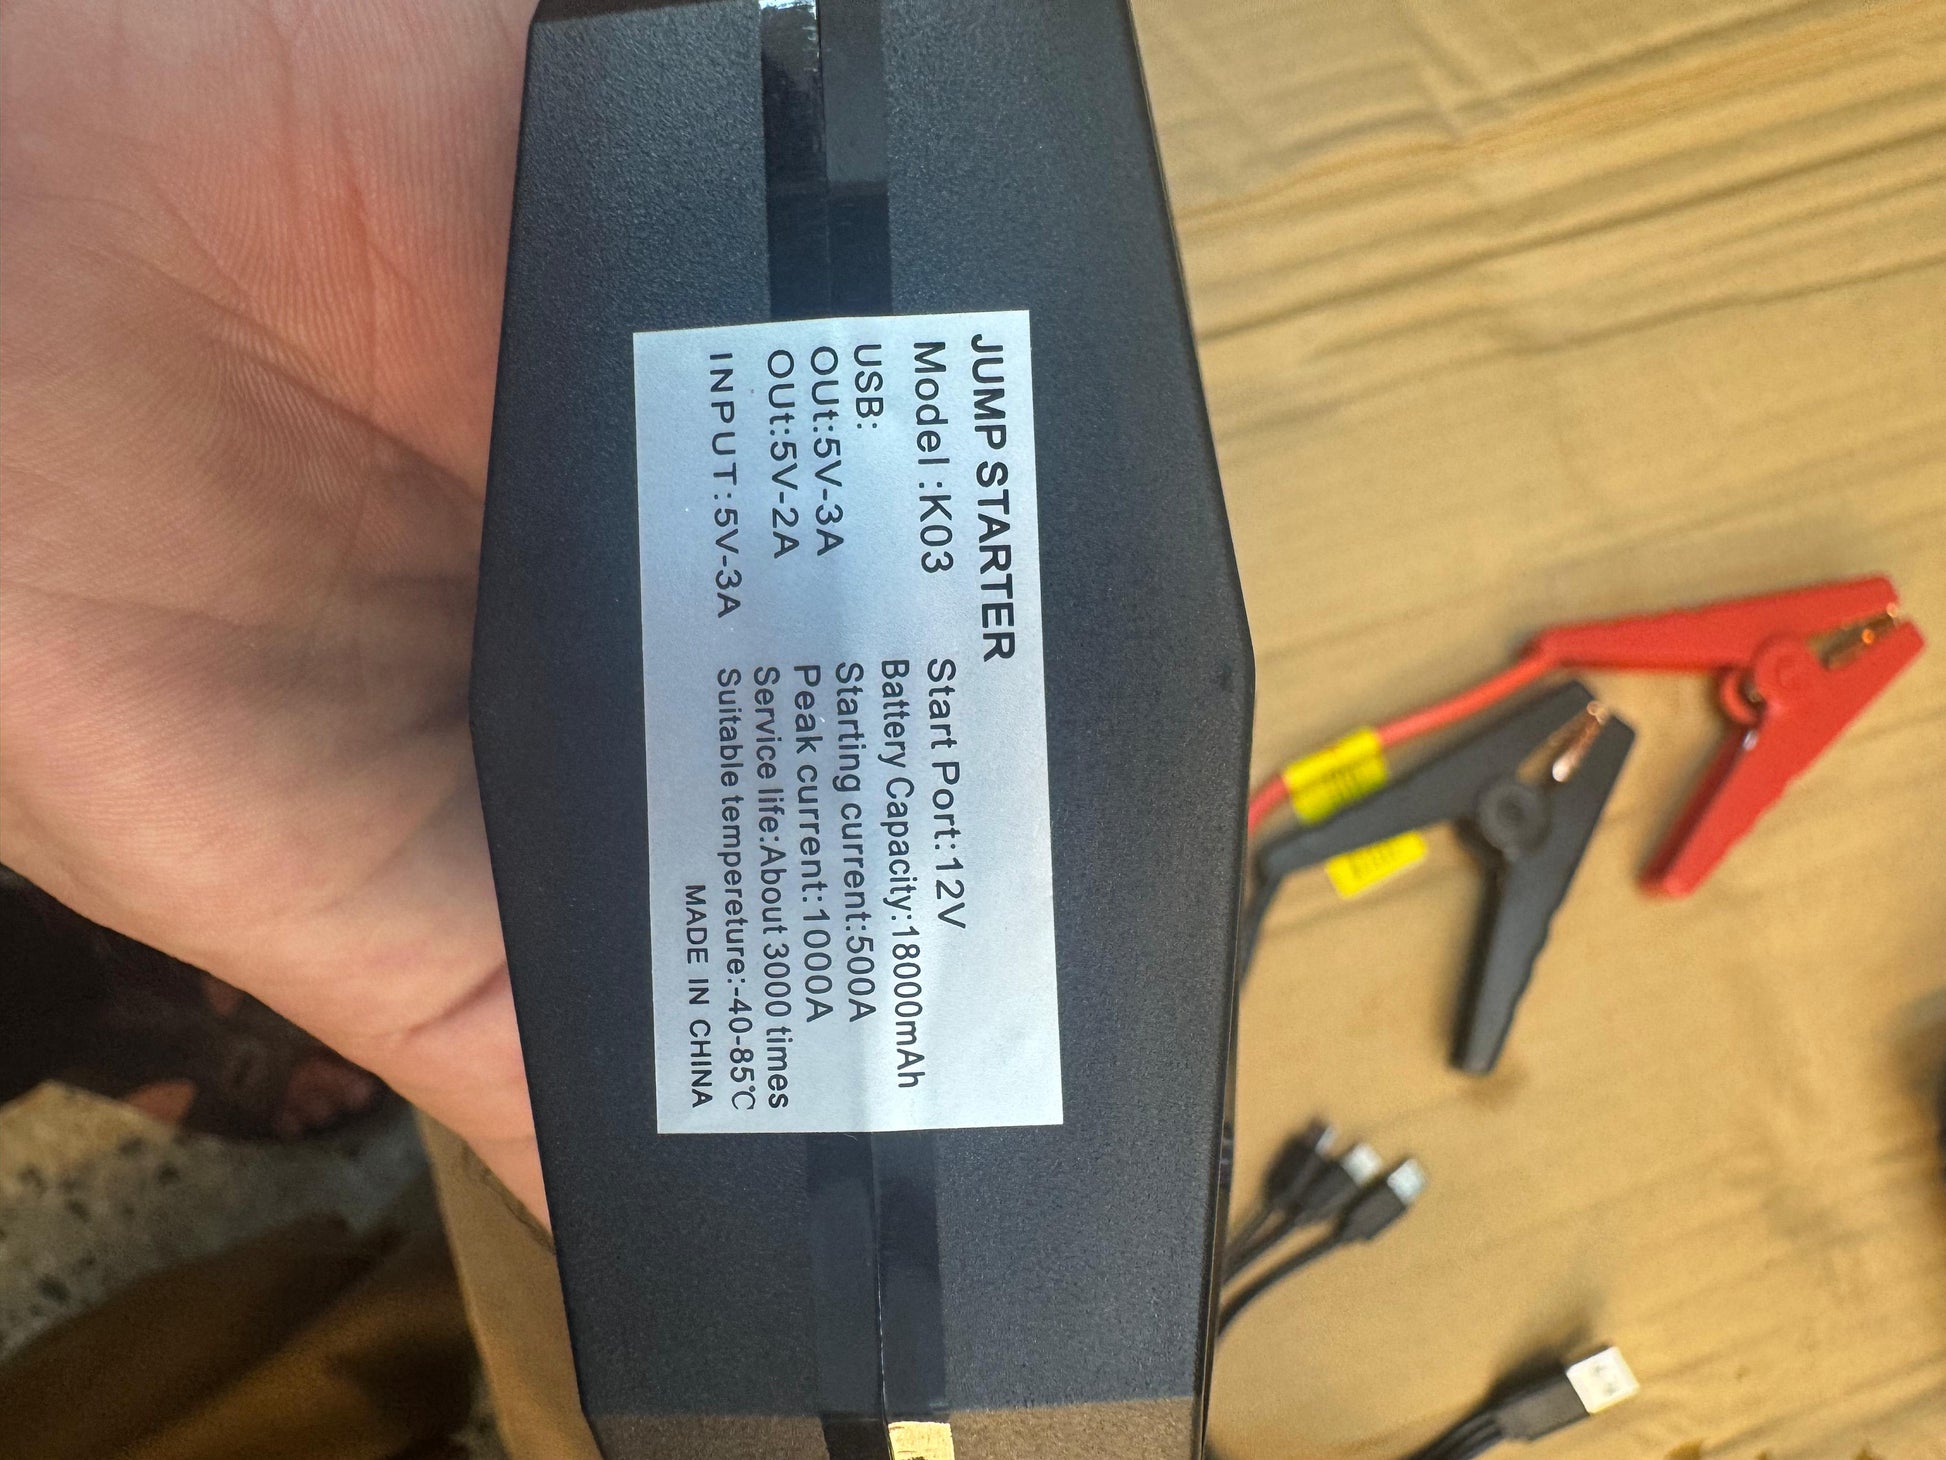 JUMP STARTER
Model :K03
USB:
OUt:5V-3A
OUt:5V-2A
INPUT:5V-3A
Start Port:12V
Battery Capacity:18000mAh
Starting current:500A
Peak current:1000A
Service life:About 3000 times
Suitable tempereture:-40-85℃
MADE IN CHINA